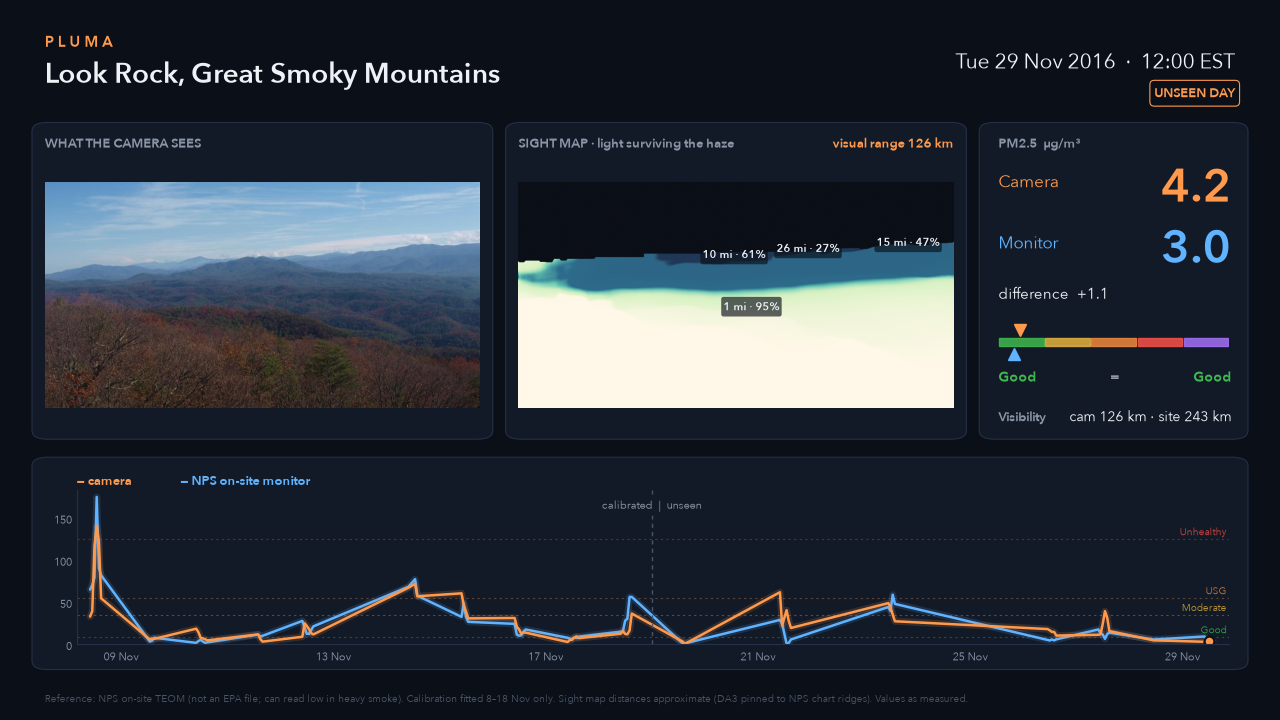 PLUMA
Look Rock, Great Smoky Mountains
Tue 29 Nov 2016 · 12:00 EST
UNSEEN DAY
WHAT THE CAMERA SEES
SIGHT MAP · light surviving the haze
visual range 126 km
10 mi · 61%
26 mi · 27%
15 mi · 47%
1 mi · 95%
PM2.5 µg/m³
Camera 4.2
Monitor 3.0
difference +1.1
Good = Good
Visibility cam 126 km · site 243 km
– camera
– NPS on-site monitor
calibrated | unseen
150
100
50
0
Unhealthy
USG
Moderate
Good
09 Nov
13 Nov
17 Nov
21 Nov
25 Nov
29 Nov
Reference: NPS on-site TEOM (not an EPA file; can read low in heavy smoke). Calibration fitted 8–18 Nov only. Sight map distances approximate (DA3 pinned to NPS chart ridges). Values as measured.